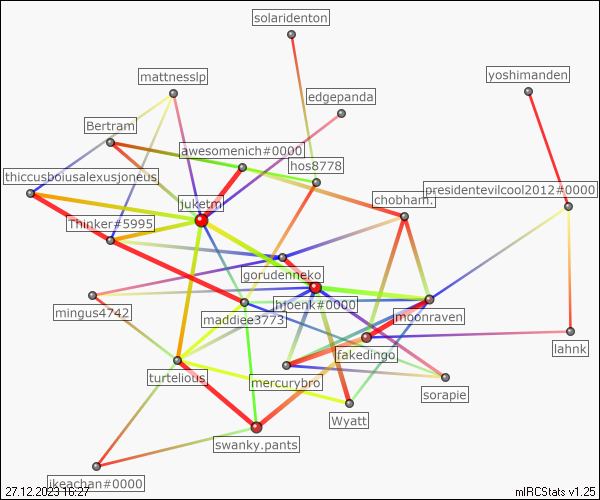 solaridenton
mattnesslp
yoshimanden
edgepanda
Bertram
awesomenich#0000
hos8778
thiccusbousalexusjoneus
presidentevilcool2012#0000
chobham.
juketm
Thinker#5995
gorudenneko
hjoenk#0000
mingus4742
maddiee3773
moonraven
fakedingo
lahnk
turtelious
mercurybro
sorapie
Wyatt
swanky.pants
ikeachan#0000
27.12.2023 16:27
mIRCStats v1.25